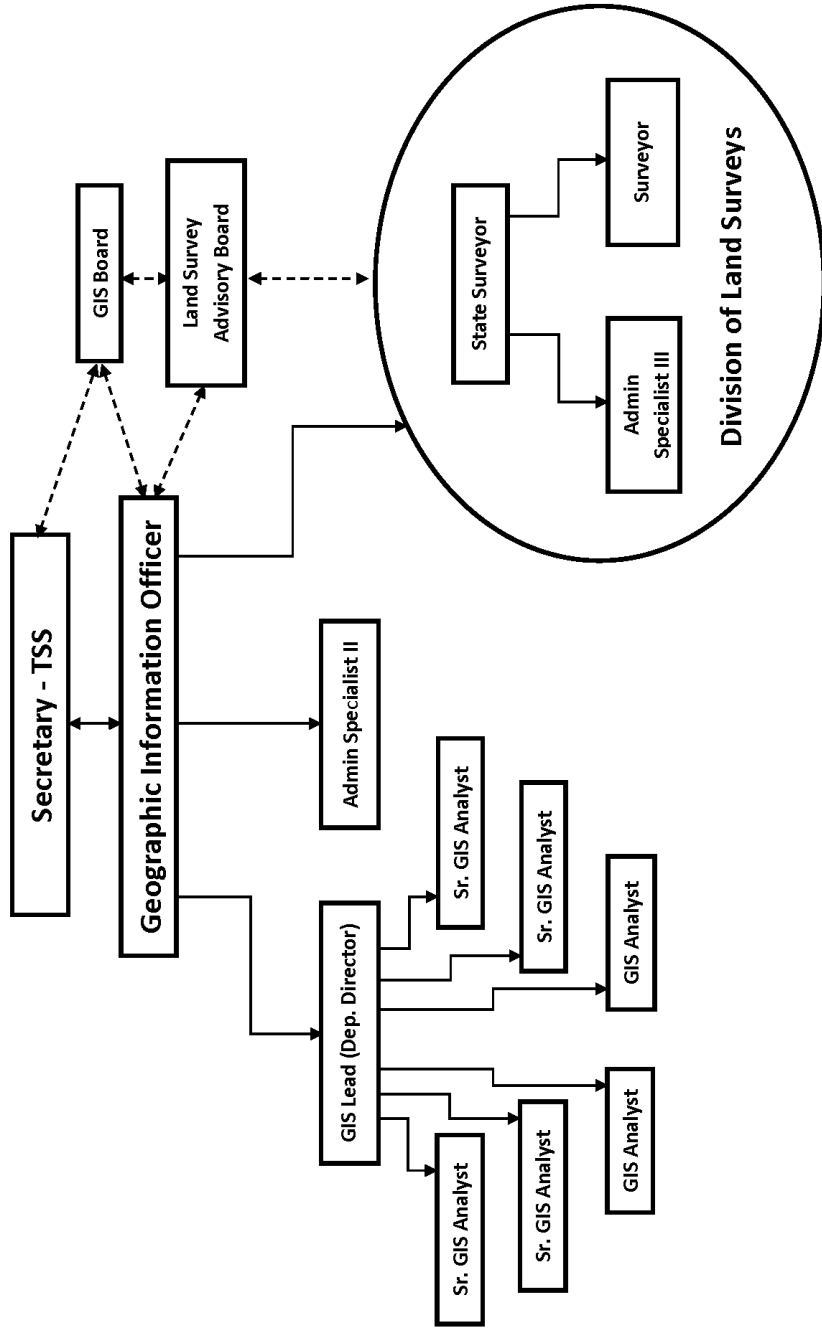 Secretary - TSS
GIS Board
Geographic Information Officer
Land Survey
Advisory Board
GIS Lead (Dep. Director)
Admin Specialist II
Sr. GIS Analyst
Sr. GIS Analyst
Sr. GIS Analyst
Sr. GIS Analyst
GIS Analyst
GIS Analyst
State Surveyor
Admin
Specialist III
Surveyor
Division of Land Surveys